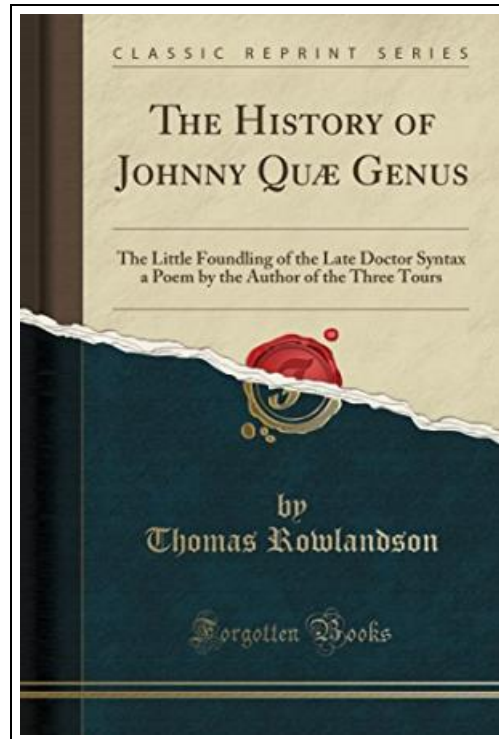 CLASSIC REPRINT SERIES
THE HISTORY OF
JOHNNY QUÆ GENUS
The Little Foundling of the Late Doctor Syntax
a Poem by the Author of the Three Tours
by
Thomas Rowlandson
Forgotten Books